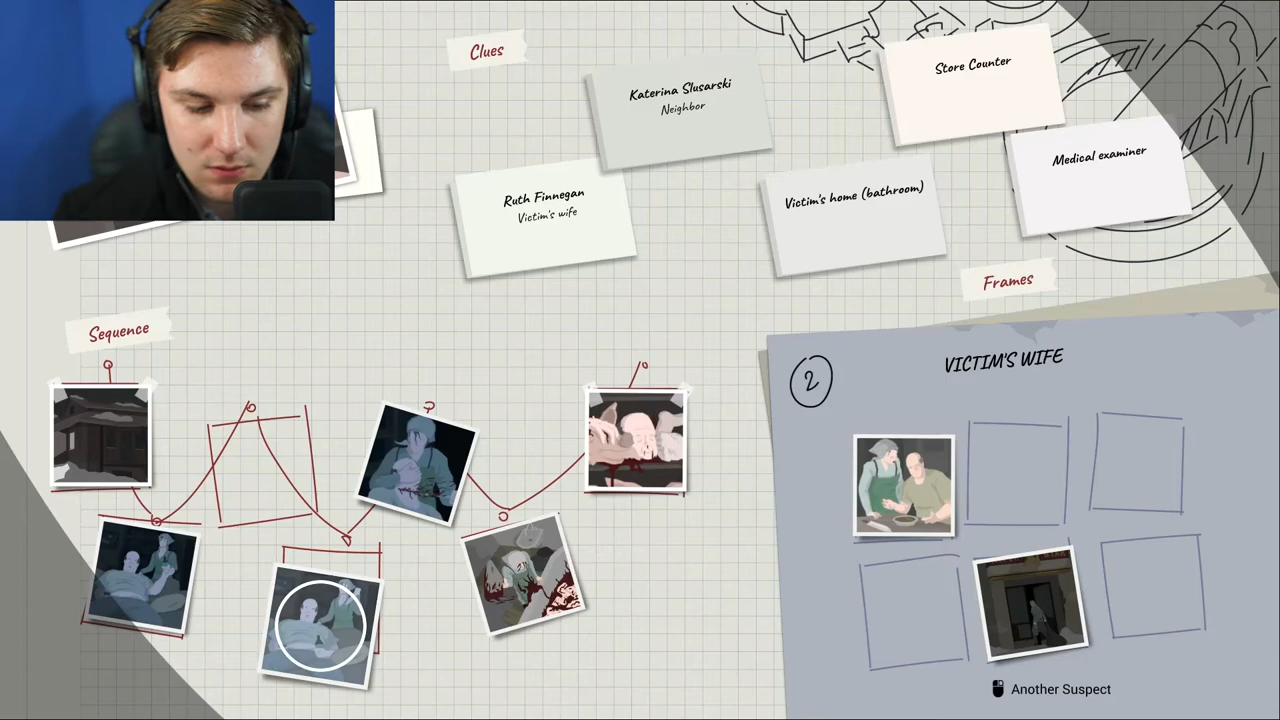 Clues
Katerina Slusarski
Neighbor
Store Counter
Medical examiner
Ruth Finnegan
Victim's wife
Victim's home (bathroom)
Frames
Sequence
2
VICTIM'S WIFE
Another Suspect